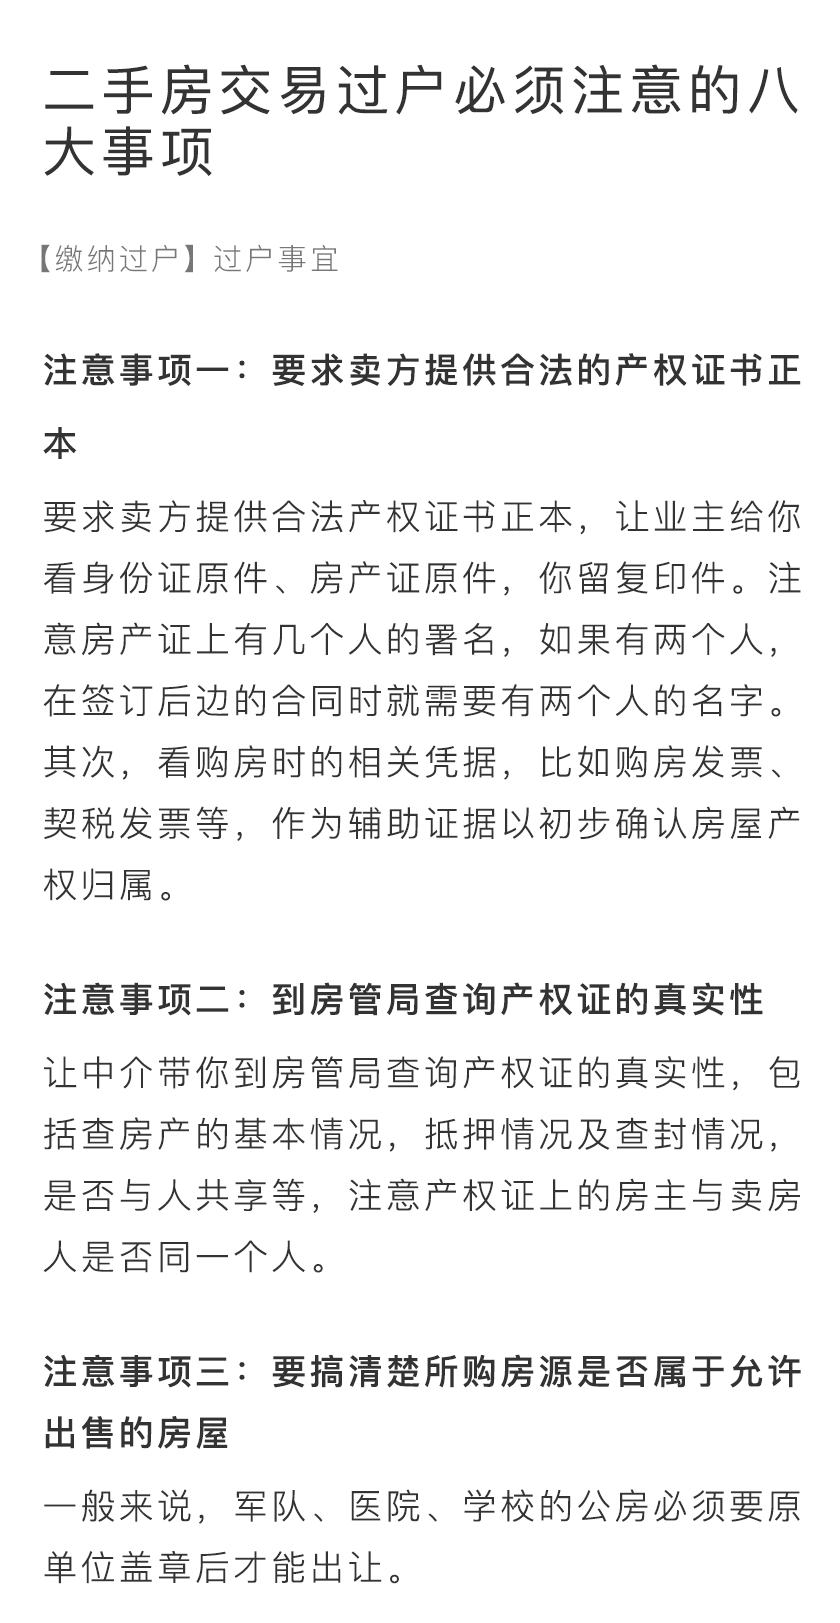 二手房交易过户必须注意的八
大事项
【缴纳过户】过户事宜
注意事项一：要求卖方提供合法的产权证书正
本
要求卖方提供合法产权证书正本，让业主给你
看身份证原件、房产证原件，你留复印件。注
意房产证上有几个人的署名，如果有两个人，
在签订后边的合同时就需要有两个人的名字。
其次，看购房时的相关凭据，比如购房发票、
契税发票等，作为辅助证据以初步确认房屋产
权归属。
注意事项二：到房管局查询产权证的真实性
让中介带你到房管局查询产权证的真实性，包
括查房产的基本情况，抵押情况及查封情况，
是否与人共享等，注意产权证上的房主与卖房
人是否同一个人。
注意事项三：要搞清楚所购房源是否属于允许
出售的房屋
一般来说，军队、医院、学校的公房必须要原
单位盖章后才能出让。